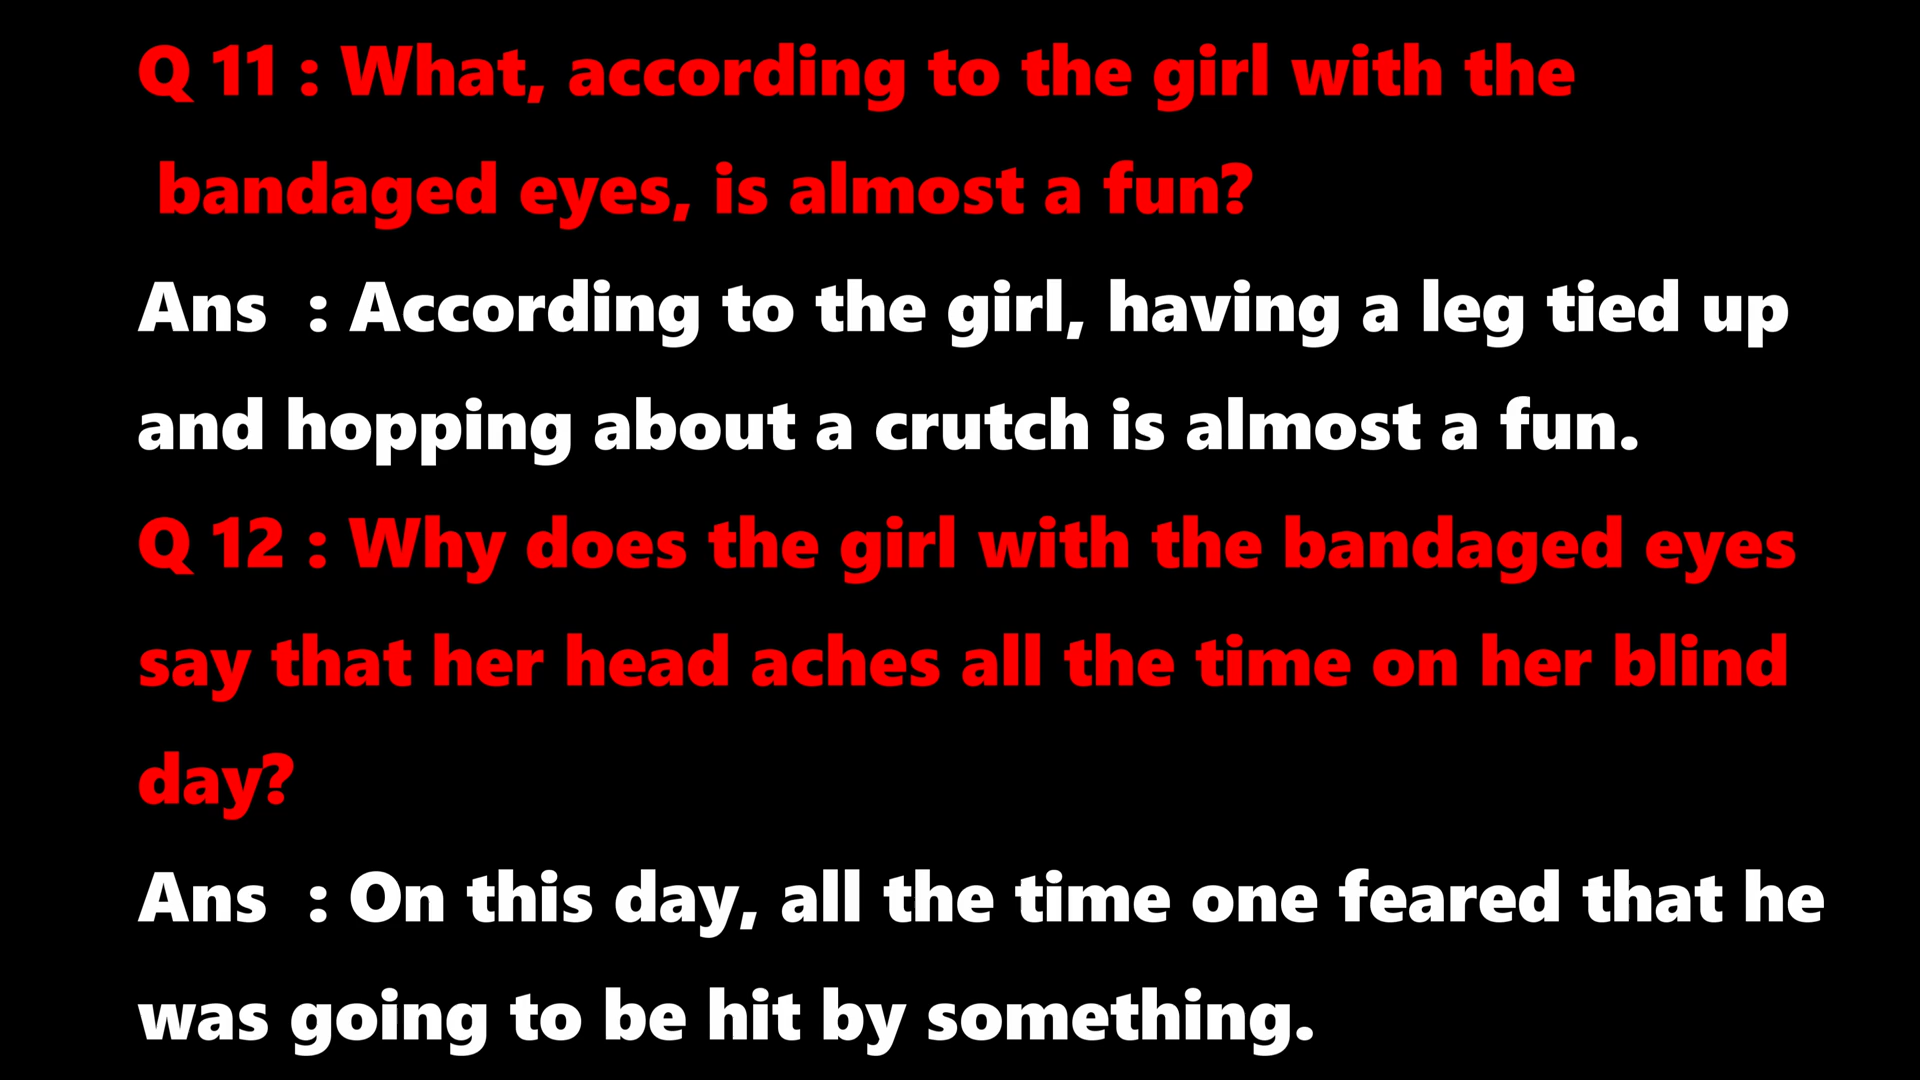 Q 11 : What, according to the girl with the
bandaged eyes, is almost a fun?
Ans : According to the girl, having a leg tied up
and hopping about a crutch is almost a fun.
Q 12 : Why does the girl with the bandaged eyes
say that her head aches all the time on her blind
day?
Ans : On this day, all the time one feared that he
was going to be hit by something.